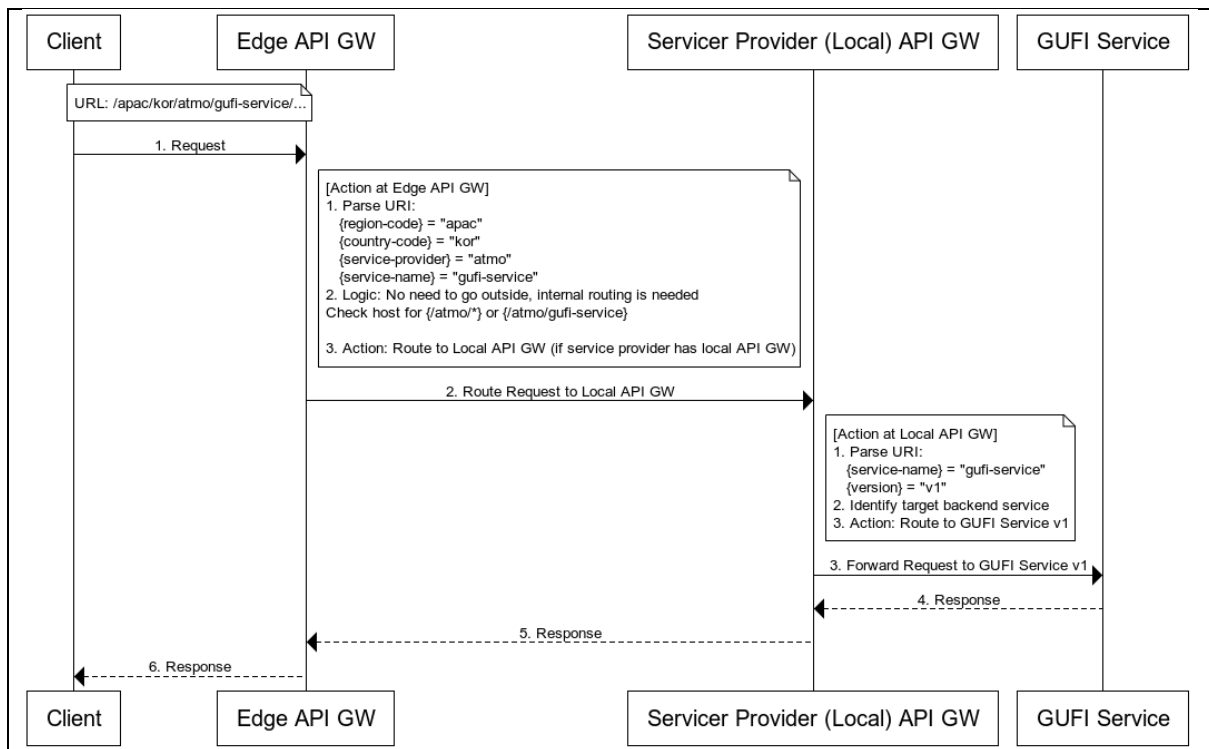 Client
Edge API GW
Servicer Provider (Local) API GW
GUFI Service
URL: /apac/kor/atmo/gufi-service/...
1. Request
[Action at Edge API GW]
1. Parse URI:
{region-code} = "apac"
{country-code} = "kor"
{service-provider} = "atmo"
{service-name} = "gufi-service"
2. Logic: No need to go outside, internal routing is needed
Check host for {/atmo/*} or {/atmo/gufi-service}
3. Action: Route to Local API GW (if service provider has local API GW)
2. Route Request to Local API GW
[Action at Local API GW]
1. Parse URI:
{service-name} = "gufi-service"
{version} = "v1"
2. Identify target backend service
3. Action: Route to GUFI Service v1
3. Forward Request to GUFI Service v1
4. Response
5. Response
6. Response
Client
Edge API GW
Servicer Provider (Local) API GW
GUFI Service